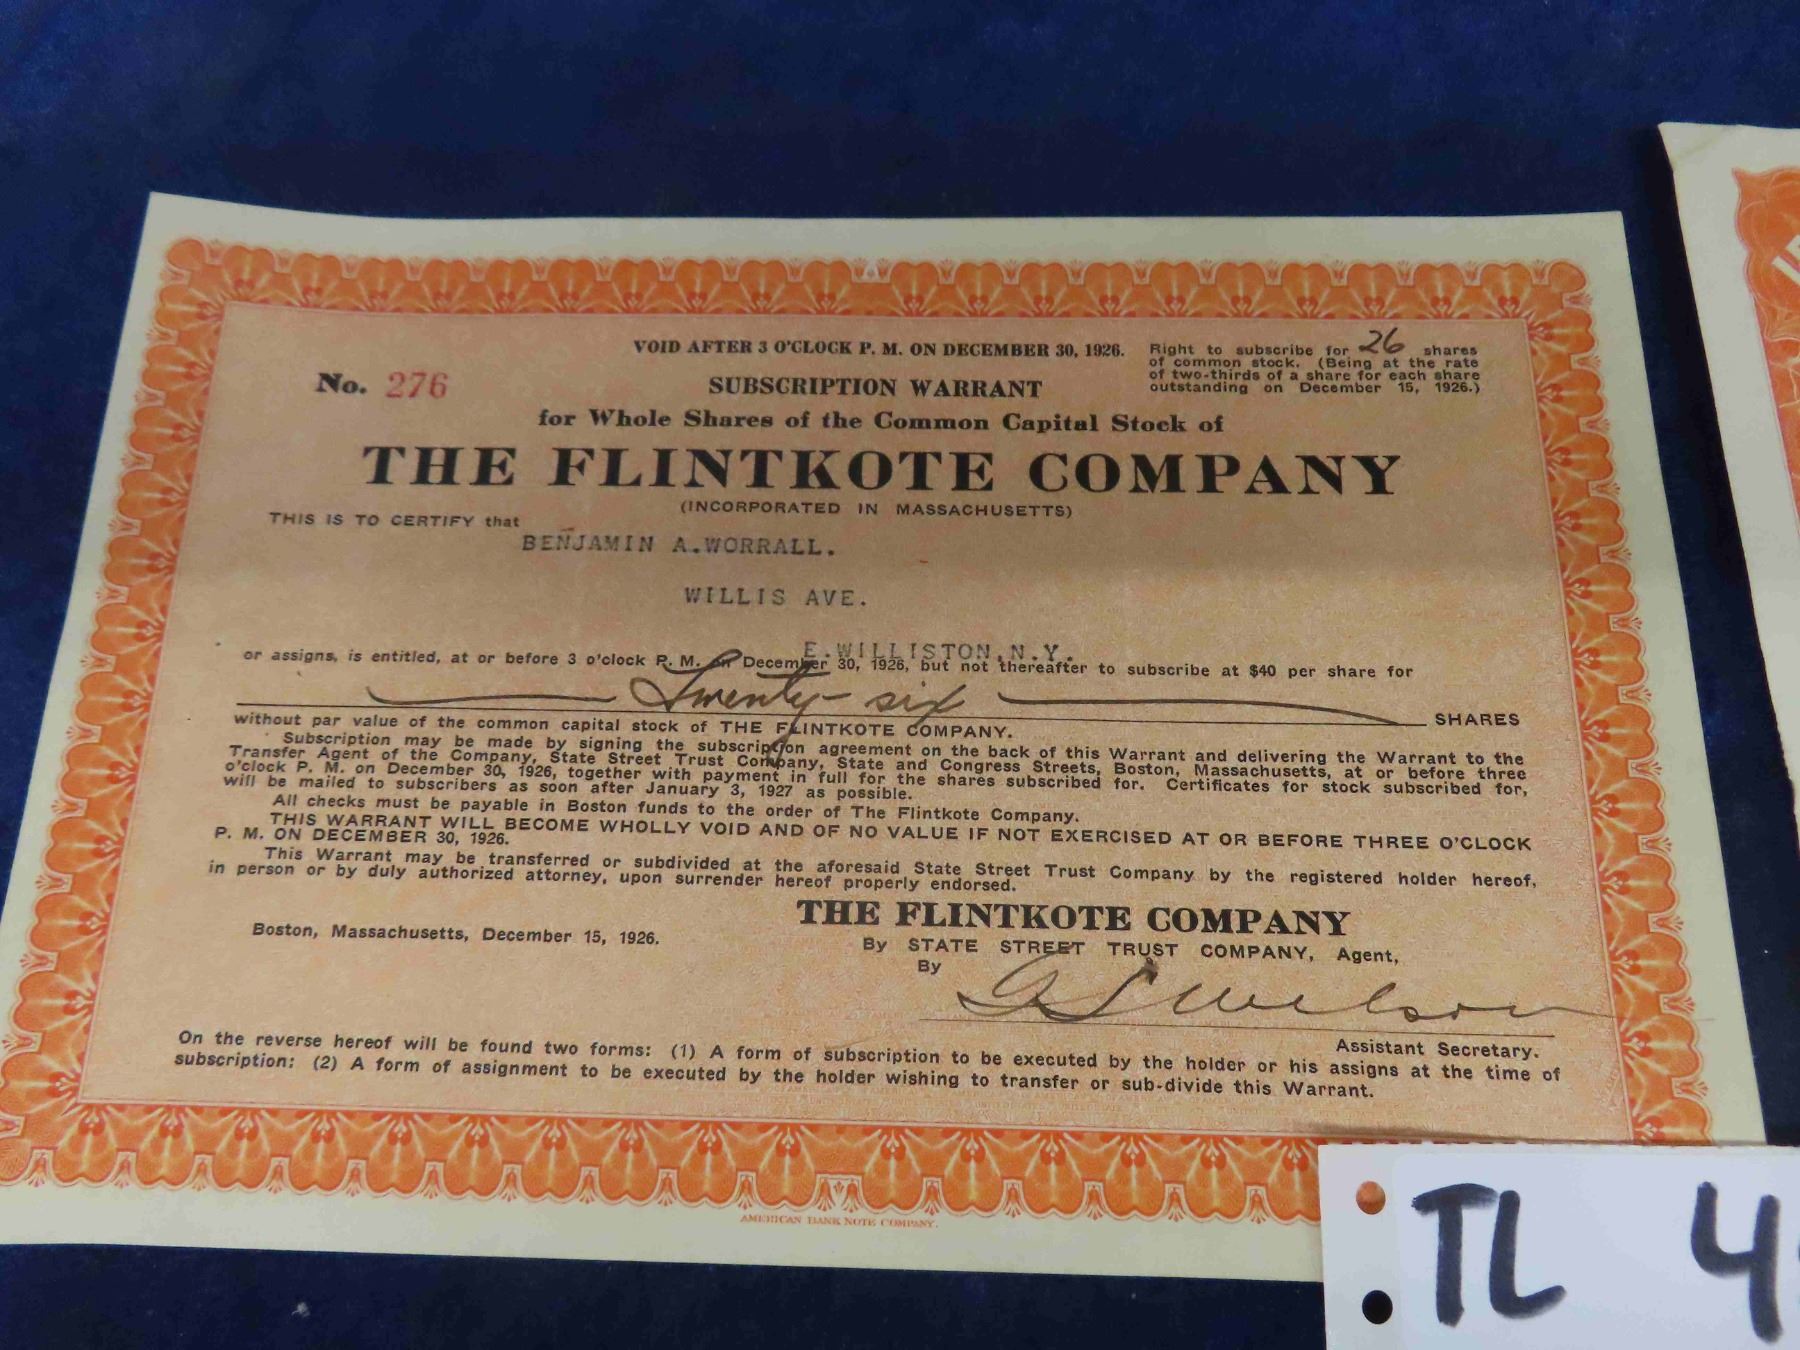 VOID AFTER 3 O'CLOCK P. M. ON DECEMBER 30, 1926.
Right to subscribe for 26 shares
of common stock. (Being at the rate
of two-thirds of a share for each share
outstanding on December 15, 1926.)
No. 276
SUBSCRIPTION WARRANT
for Whole Shares of the Common Capital Stock of
THE FLINTKOTE COMPANY
(INCORPORATED IN MASSACHUSETTS)
THIS IS TO CERTIFY that
BENJAMIN A.WORRALL.
WILLIS AVE.
E.WILLISTON,N.Y.
or assigns, is entitled, at or before 3 o'clock P. M. on December 30, 1926, but not thereafter to subscribe at $40 per share for
Twenty-six SHARES
without par value of the common capital stock of THE FLINTKOTE COMPANY.
Subscription may be made by signing the subscription agreement on the back of this Warrant and delivering the Warrant to the
Transfer Agent of the Company, State Street Trust Company, State and Congress Streets, Boston, Massachusetts, at or before three
o'clock P. M. on December 30, 1926, together with payment in full for the shares subscribed for. Certificates for stock subscribed for,
will be mailed to subscribers as soon after January 3, 1927 as possible.
All checks must be payable in Boston funds to the order of The Flintkote Company.
THIS WARRANT WILL BECOME WHOLLY VOID AND OF NO VALUE IF NOT EXERCISED AT OR BEFORE THREE O'CLOCK
P. M. ON DECEMBER 30, 1926.
This Warrant may be transferred or subdivided at the aforesaid State Street Trust Company by the registered holder hereof,
in person or by duly authorized attorney, upon surrender hereof properly endorsed.
THE FLINTKOTE COMPANY
Boston, Massachusetts, December 15, 1926.
By STATE STREET TRUST COMPANY, Agent,
By
Assistant Secretary.
On the reverse hereof will be found two forms: (1) A form of subscription to be executed by the holder or his assigns at the time of
subscription: (2) A form of assignment to be executed by the holder wishing to transfer or sub-divide this Warrant.
AMERICAN BANK NOTE COMPANY.
TL 4